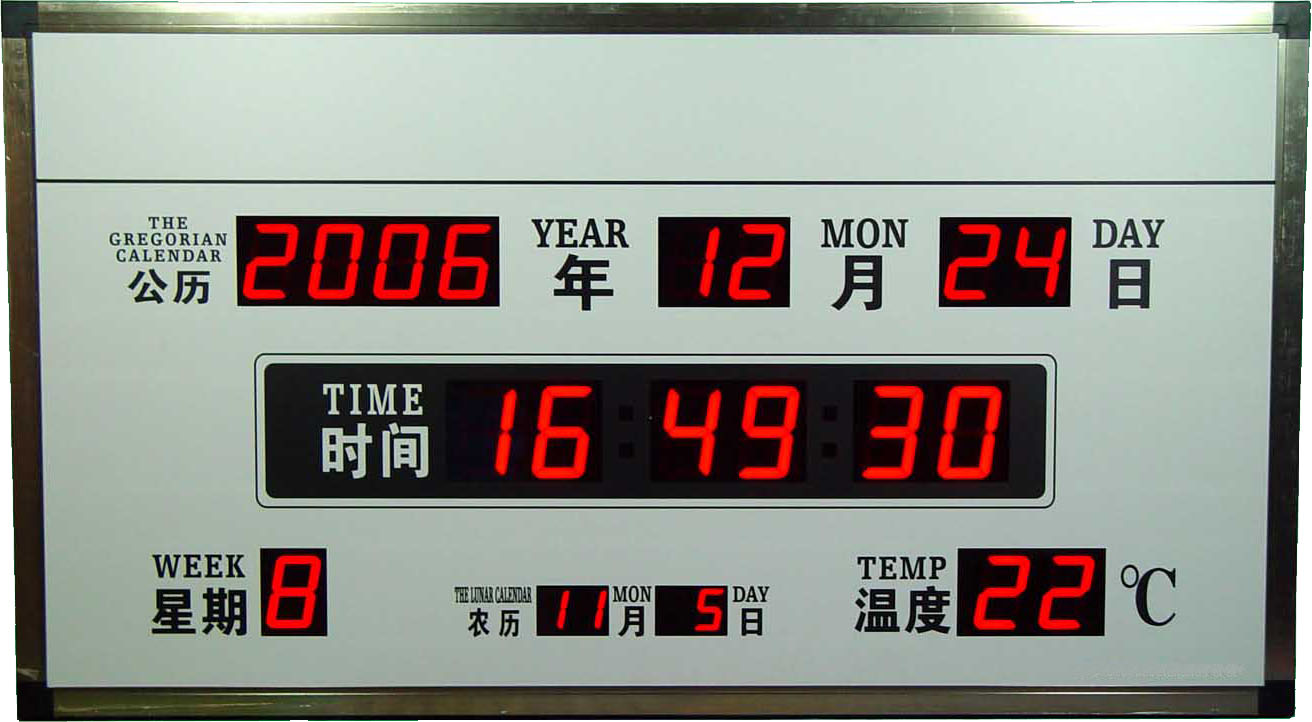 THE
GREGORIAN
CALENDAR
公历
2006
YEAR
年
12
MON
月
24
DAY
日
TIME
时间
16:49:30
WEEK
星期
8
THE LUNAR CALENDAR
农历
11
MON
月
5
DAY
日
TEMP
温度
22
℃